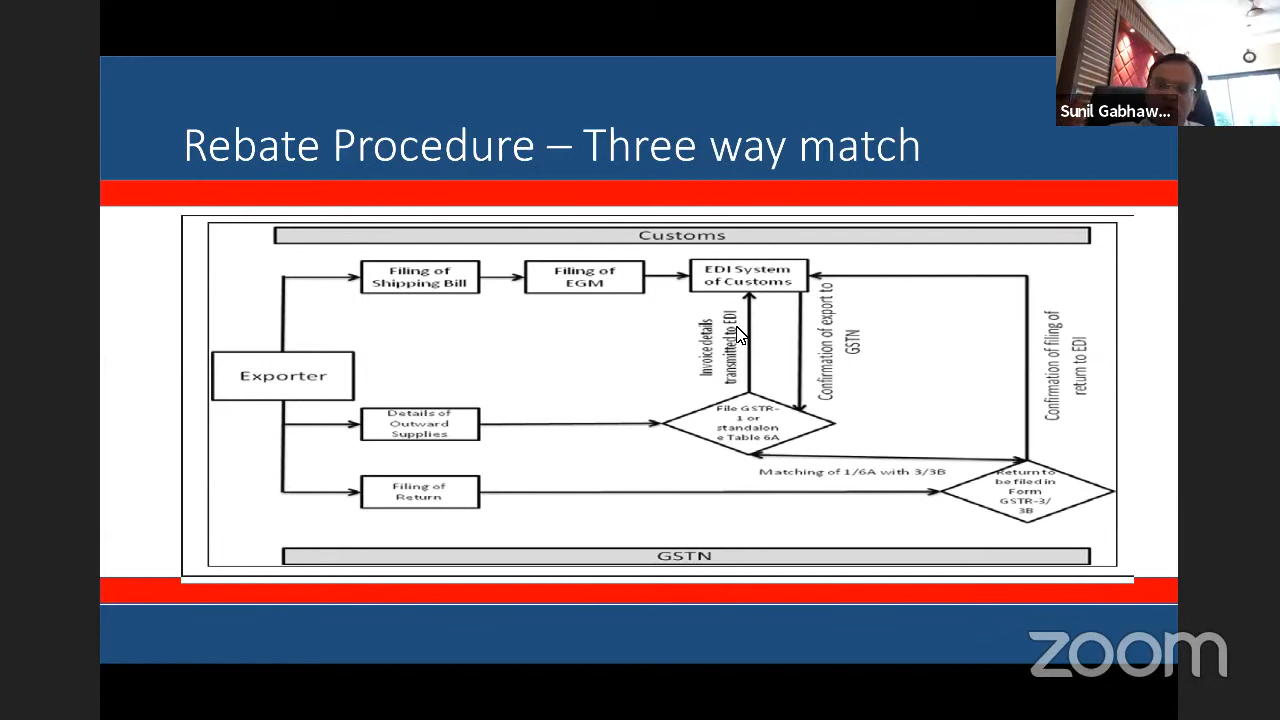 Sunil Gabhaw...
Rebate Procedure – Three way match
Customs
Filing of
Shipping Bill
Filing of
EGM
EDI System
of Customs
Invoice details
transmitted to EDI
Confirmation of export to
GSTN
Confirmation of filing of
return to EDI
Exporter
Details of
Outward
Supplies
File GSTR-
1 or
standalon
e Table 6A
Matching of 1/6A with 3/3B
Filing of
Return
Return to
be filed in
Form
GSTR-3/
3B
GSTN
zoom